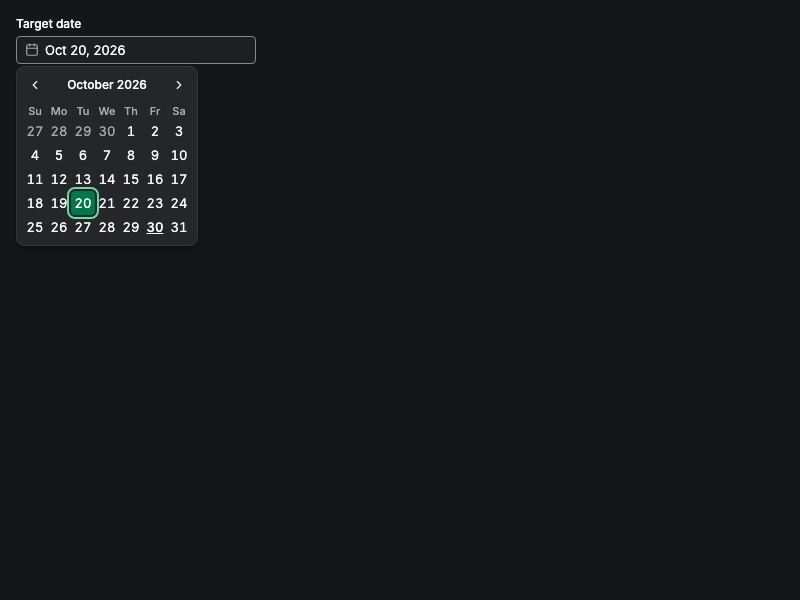 Target date
Oct 20, 2026
October 2026
Su Mo Tu We Th Fr Sa
27 28 29 30 1 2 3
4 5 6 7 8 9 10
11 12 13 14 15 16 17
18 19 20 21 22 23 24
25 26 27 28 29 30 31